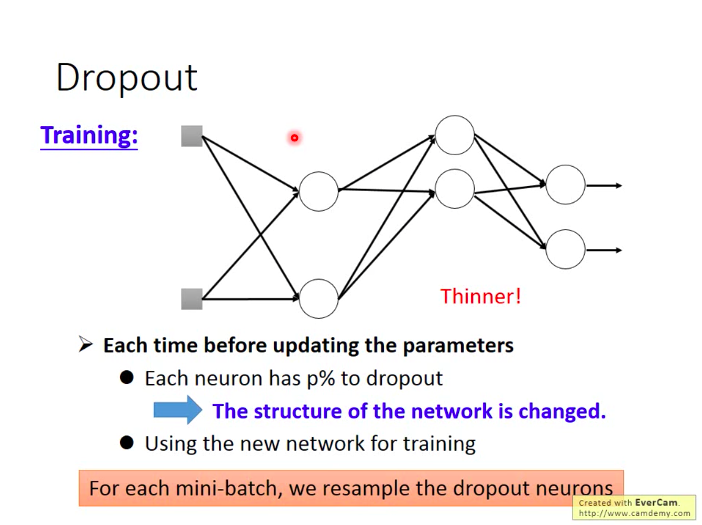 Dropout
Training:
Thinner!
Each time before updating the parameters
Each neuron has p% to dropout
The structure of the network is changed.
Using the new network for training
For each mini-batch, we resample the dropout neurons
Created with EverCam.
http://www.camdemy.com